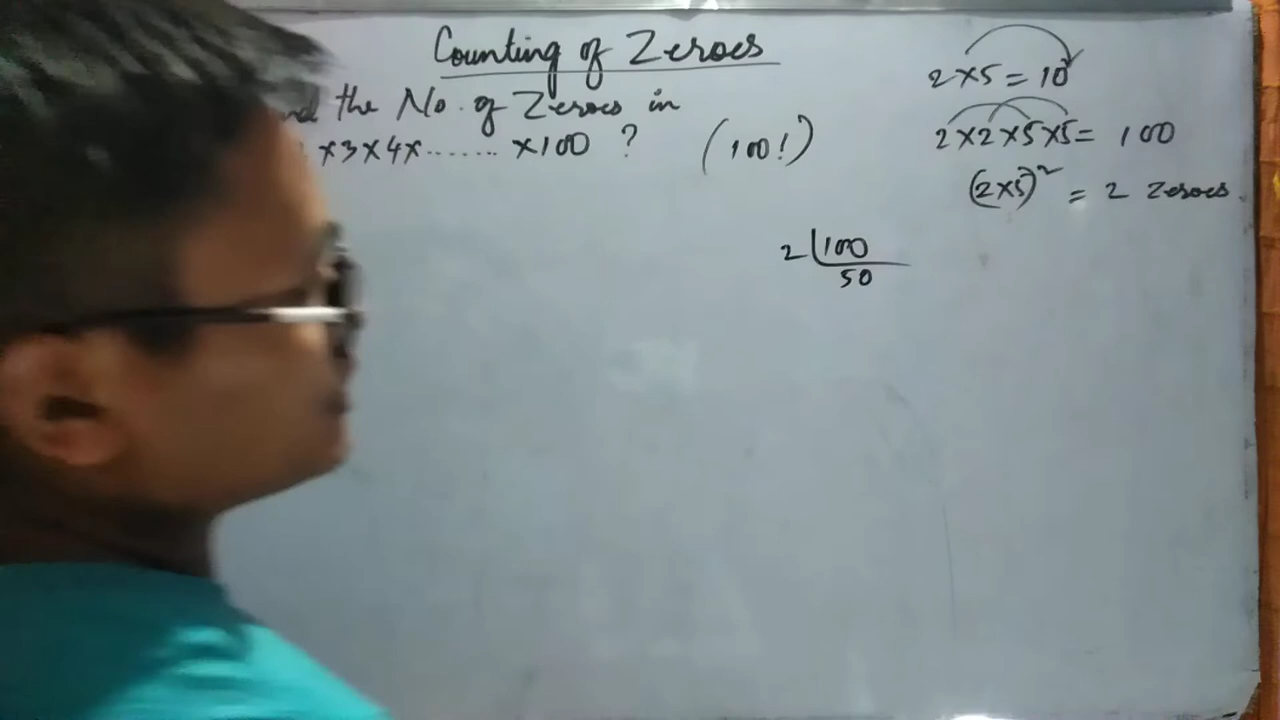 Counting of Zeroes
the No. of Zeroes in
×3×4×....... ×100 ? (100!)
2×5 = 10
2×2×5×5 = 100
(2×5)² = 2 Zeroes.
2 100
50